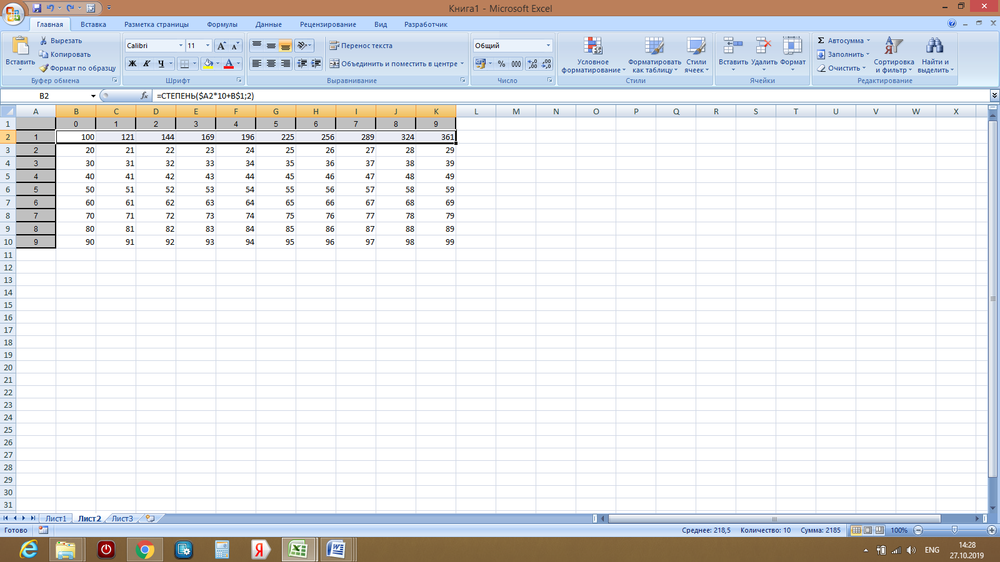 Книга1 - Microsoft Excel
Главная Вставка Разметка страницы Формулы Данные Рецензирование Вид Разработчик
Вставить
Вырезать
Копировать
Формат по образцу
Буфер обмена
Calibri 11
Ж К Ч
Шрифт
Перенос текста
Объединить и поместить в центре
Выравнивание
Общий
% 000 ,0 ,00 ,00 ,0
Число
Условное форматирование
Форматировать как таблицу
Стили ячеек
Стили
Вставить Удалить Формат
Ячейки
Σ Автосумма
Заполнить
Очистить
Сортировка и фильтр
Найти и выделить
Редактирование
B2 fx =СТЕПЕНЬ($A2*10+B$1;2)
A B C D E F G H I J K L M N O P Q R S T U V W X
1 0 1 2 3 4 5 6 7 8 9
2 1 100 121 144 169 196 225 256 289 324 361
3 2 20 21 22 23 24 25 26 27 28 29
4 3 30 31 32 33 34 35 36 37 38 39
5 4 40 41 42 43 44 45 46 47 48 49
6 5 50 51 52 53 54 55 56 57 58 59
7 6 60 61 62 63 64 65 66 67 68 69
8 7 70 71 72 73 74 75 76 77 78 79
9 8 80 81 82 83 84 85 86 87 88 89
10 9 90 91 92 93 94 95 96 97 98 99
11
12
13
14
15
16
17
18
19
20
21
22
23
24
25
26
27
28
29
30
31
Лист1 Лист2 Лист3
Готово Среднее: 218,5 Количество: 10 Сумма: 2185 100%
ENG
14:28
27.10.2019